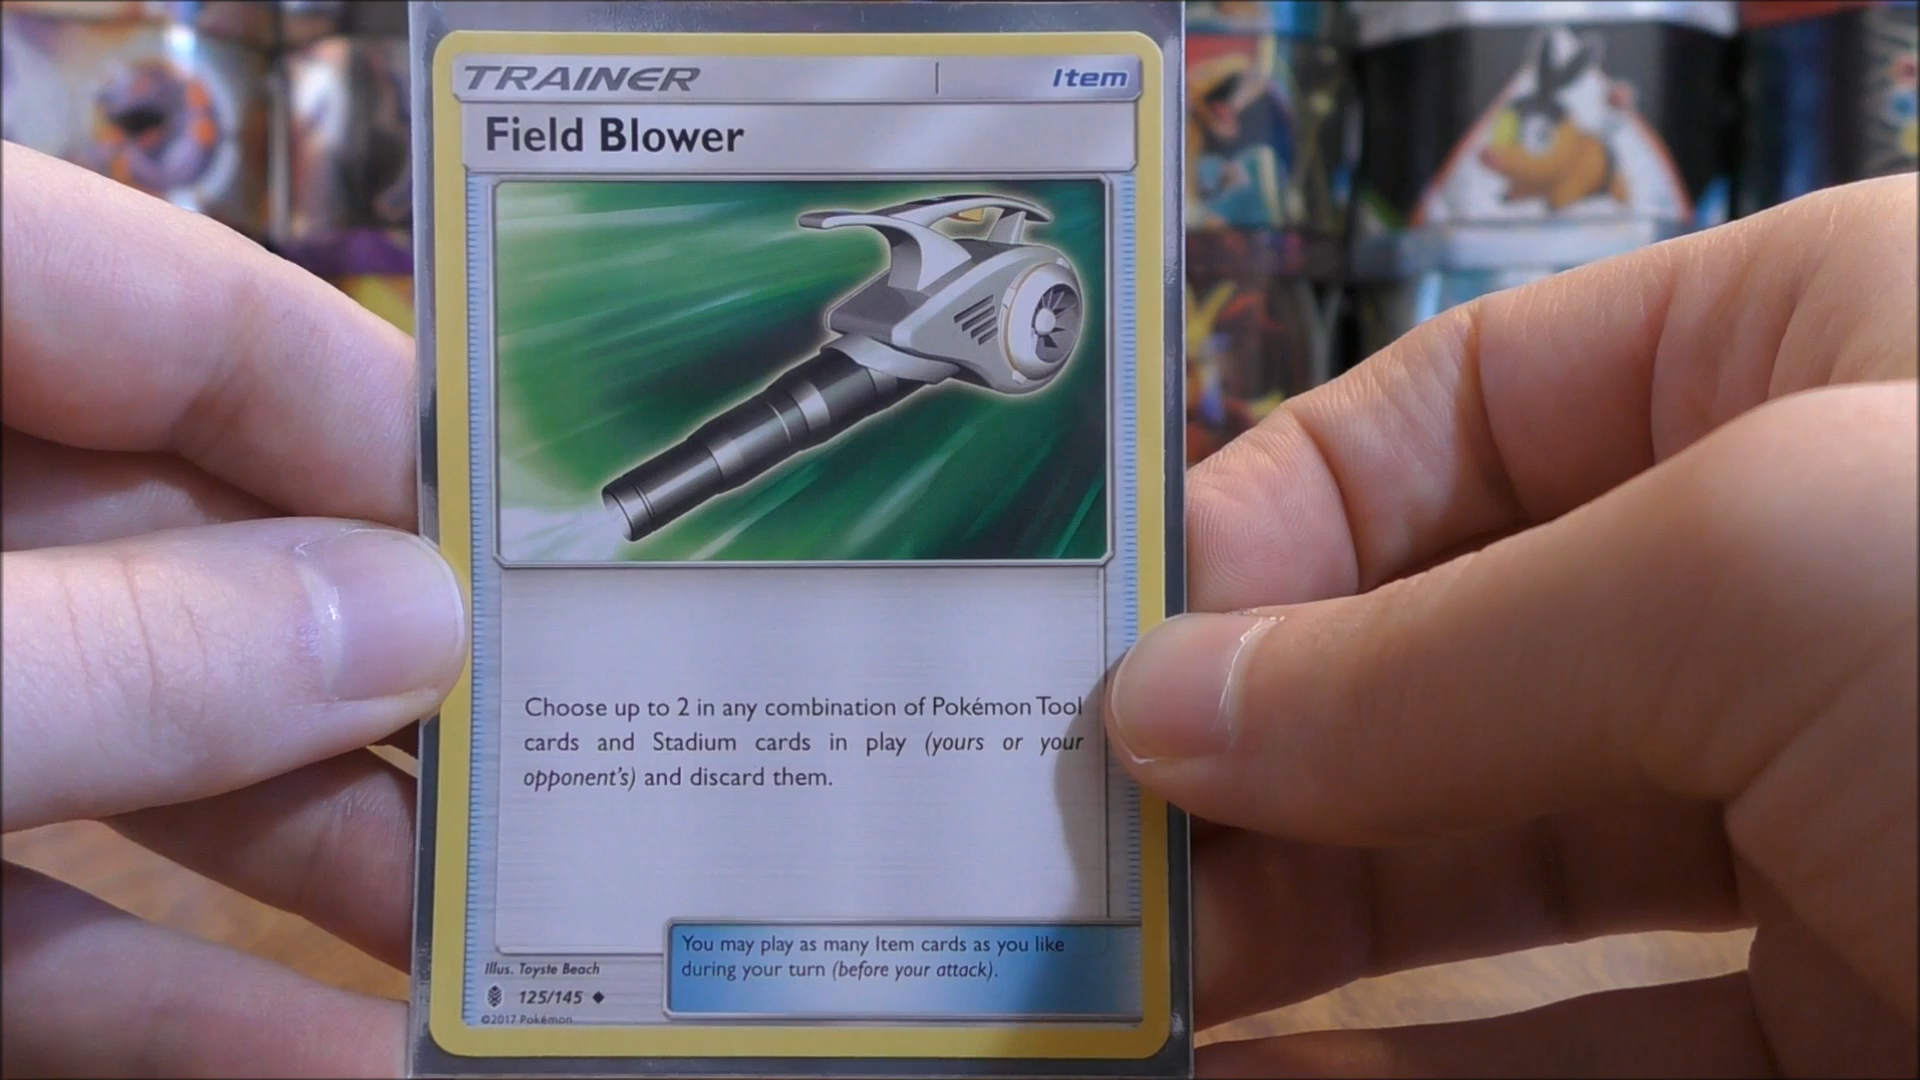 TRAINER Item
Field Blower
Choose up to 2 in any combination of Pokémon Tool
cards and Stadium cards in play (yours or your
opponent's) and discard them.
You may play as many Item cards as you like
during your turn (before your attack).
Illus. Toyste Beach
125/145
©2017 Pokémon